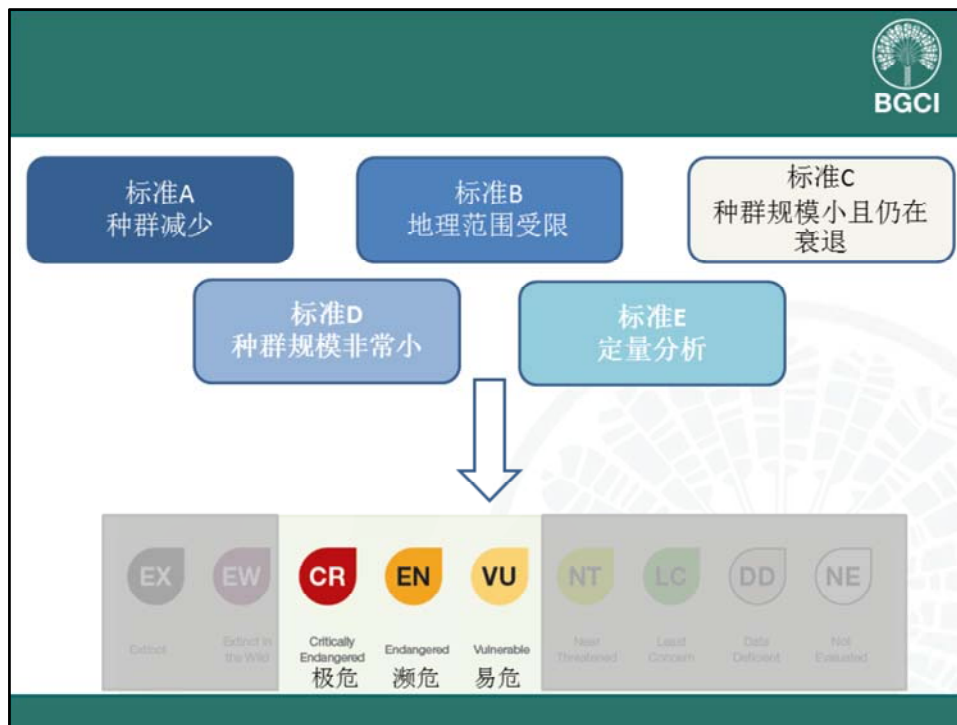 BGCI
标准A
种群减少
标准B
地理范围受限
标准C
种群规模小且仍在
衰退
标准D
种群规模非常小
标准E
定量分析
EX
EW
CR
EN
VU
NT
LC
DD
NE
Extinct
Extinct in
the Wild
Critically
Endangered
Endangered
Vulnerable
Near
Threatened
Least
Concern
Data
Deficient
Not
Evaluated
极危
濒危
易危